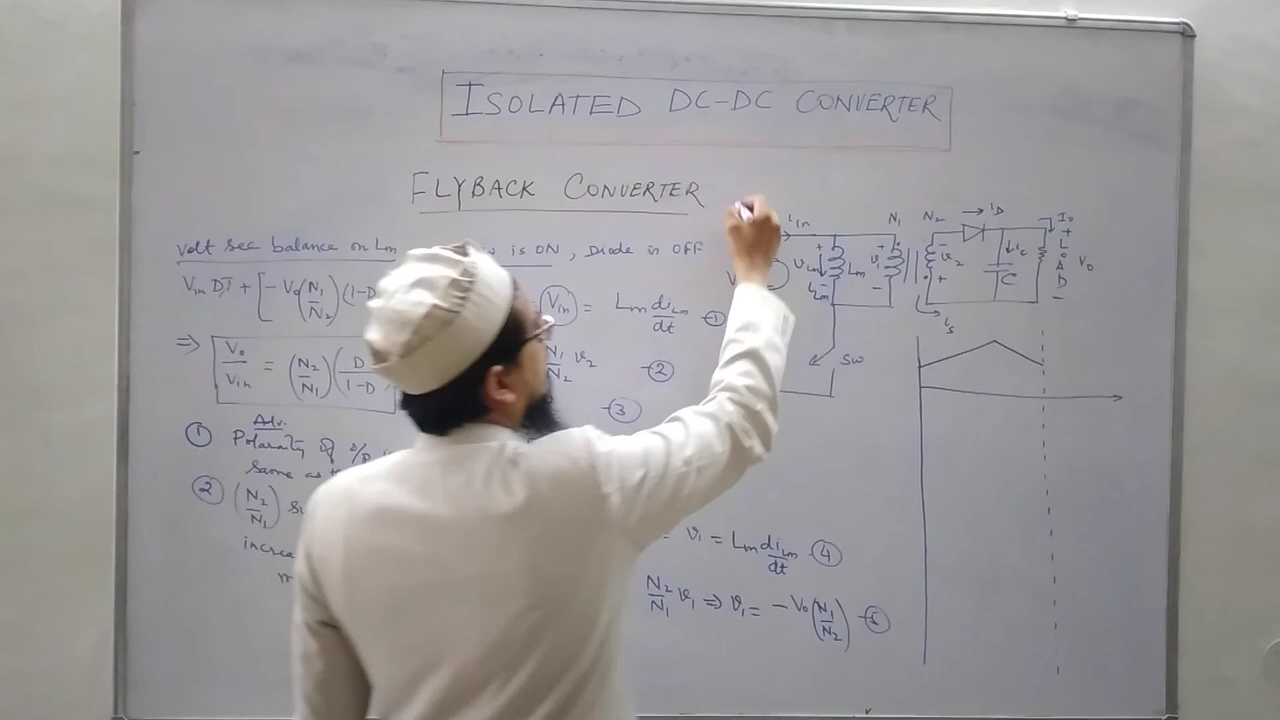 ISOLATED DC-DC CONVERTER
FLYBACK CONVERTER
Volt sec balance on Lm
w is ON, Diode is OFF
Vin DT + [- Vo(N1/N2)(1-D
⇒ Vo/Vin = (N2/N1)(D/1-D
Adv.
① Polarity of o/p
same as
② (N2/N1)
increa
m
Vin = Lm diLm/dt -①
N1/N2 v2 -②
-③
= v1 = Lm diLm/dt -④
N2/N1 v1 ⇒ v1 = - Vo(N1/N2) -⑤
iin
N1 N2 iD Io
+ vLm - Lm + v1 - v2 + ic C + LOAD - Vo
iLm
is
SW